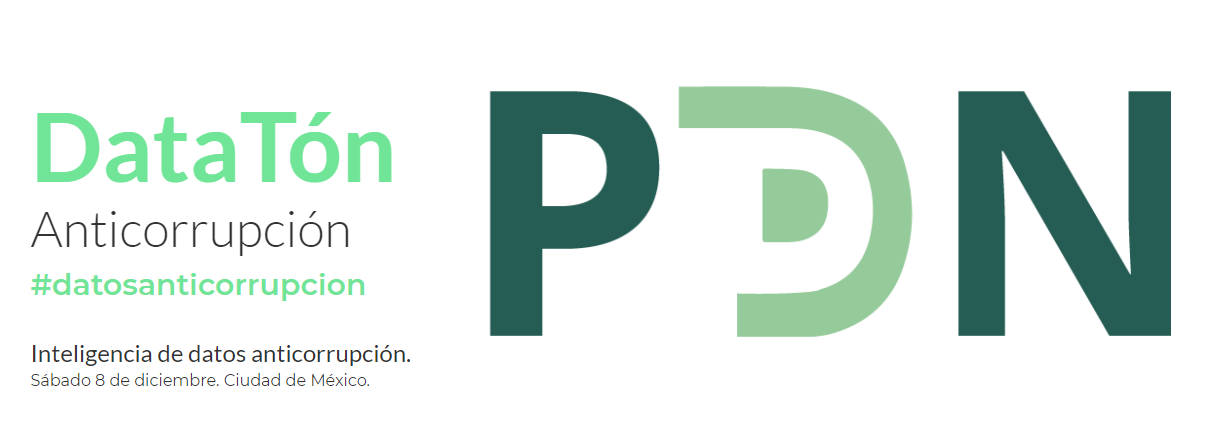 DataTón
Anticorrupción
#datosanticorrupcion
Inteligencia de datos anticorrupción.
Sábado 8 de diciembre. Ciudad de México.
PDN